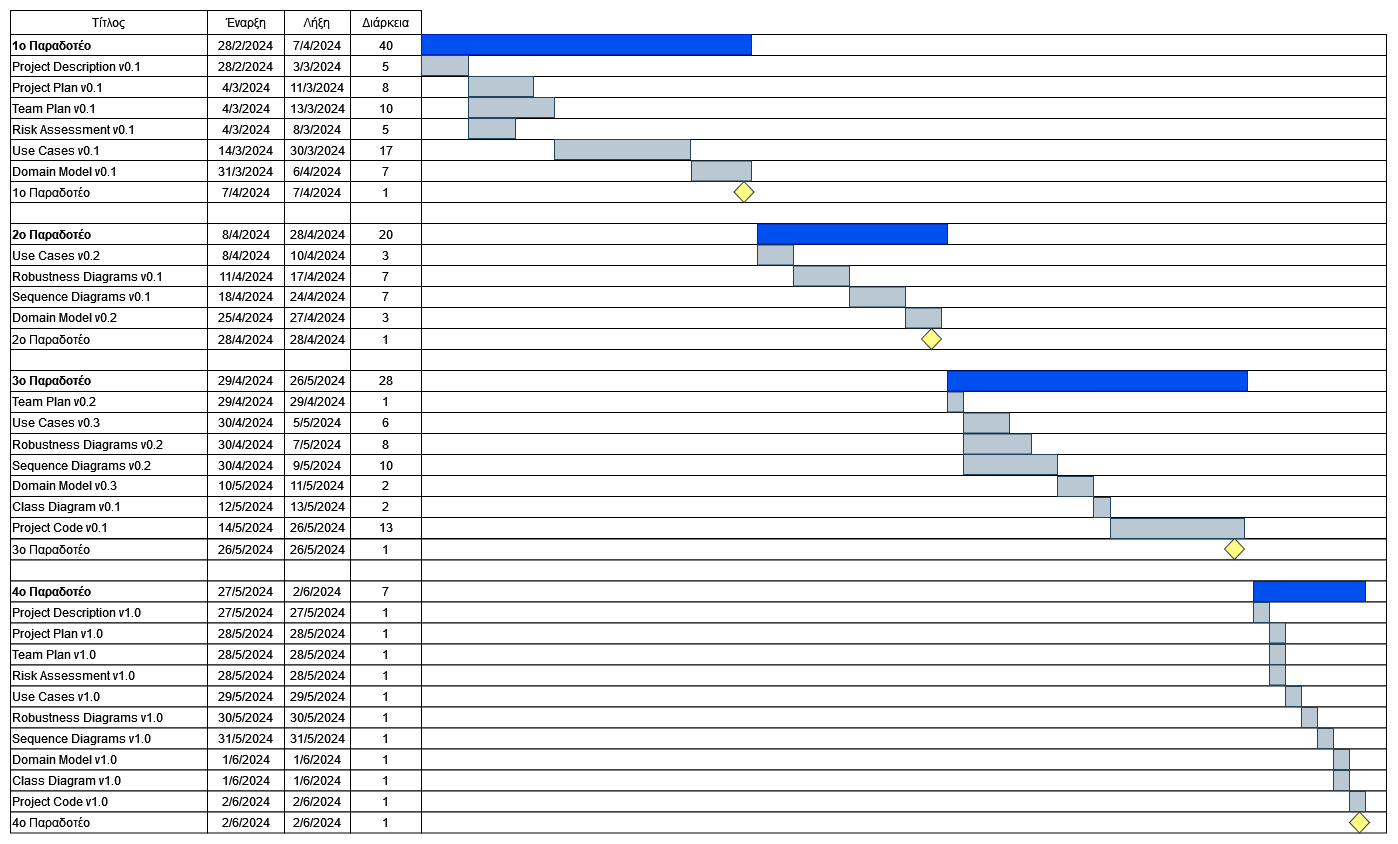 Τίτλος Έναρξη Λήξη Διάρκεια
1ο Παραδοτέο 28/2/2024 7/4/2024 40
Project Description v0.1 28/2/2024 3/3/2024 5
Project Plan v0.1 4/3/2024 11/3/2024 8
Team Plan v0.1 4/3/2024 13/3/2024 10
Risk Assessment v0.1 4/3/2024 8/3/2024 5
Use Cases v0.1 14/3/2024 30/3/2024 17
Domain Model v0.1 31/3/2024 6/4/2024 7
1ο Παραδοτέο 7/4/2024 7/4/2024 1
2ο Παραδοτέο 8/4/2024 28/4/2024 20
Use Cases v0.2 8/4/2024 10/4/2024 3
Robustness Diagrams v0.1 11/4/2024 17/4/2024 7
Sequence Diagrams v0.1 18/4/2024 24/4/2024 7
Domain Model v0.2 25/4/2024 27/4/2024 3
2ο Παραδοτέο 28/4/2024 28/4/2024 1
3ο Παραδοτέο 29/4/2024 26/5/2024 28
Team Plan v0.2 29/4/2024 29/4/2024 1
Use Cases v0.3 30/4/2024 5/5/2024 6
Robustness Diagrams v0.2 30/4/2024 7/5/2024 8
Sequence Diagrams v0.2 30/4/2024 9/5/2024 10
Domain Model v0.3 10/5/2024 11/5/2024 2
Class Diagram v0.1 12/5/2024 13/5/2024 2
Project Code v0.1 14/5/2024 26/5/2024 13
3ο Παραδοτέο 26/5/2024 26/5/2024 1
4ο Παραδοτέο 27/5/2024 2/6/2024 7
Project Description v1.0 27/5/2024 27/5/2024 1
Project Plan v1.0 28/5/2024 28/5/2024 1
Team Plan v1.0 28/5/2024 28/5/2024 1
Risk Assessment v1.0 28/5/2024 28/5/2024 1
Use Cases v1.0 29/5/2024 29/5/2024 1
Robustness Diagrams v1.0 30/5/2024 30/5/2024 1
Sequence Diagrams v1.0 31/5/2024 31/5/2024 1
Domain Model v1.0 1/6/2024 1/6/2024 1
Class Diagram v1.0 1/6/2024 1/6/2024 1
Project Code v1.0 2/6/2024 2/6/2024 1
4ο Παραδοτέο 2/6/2024 2/6/2024 1